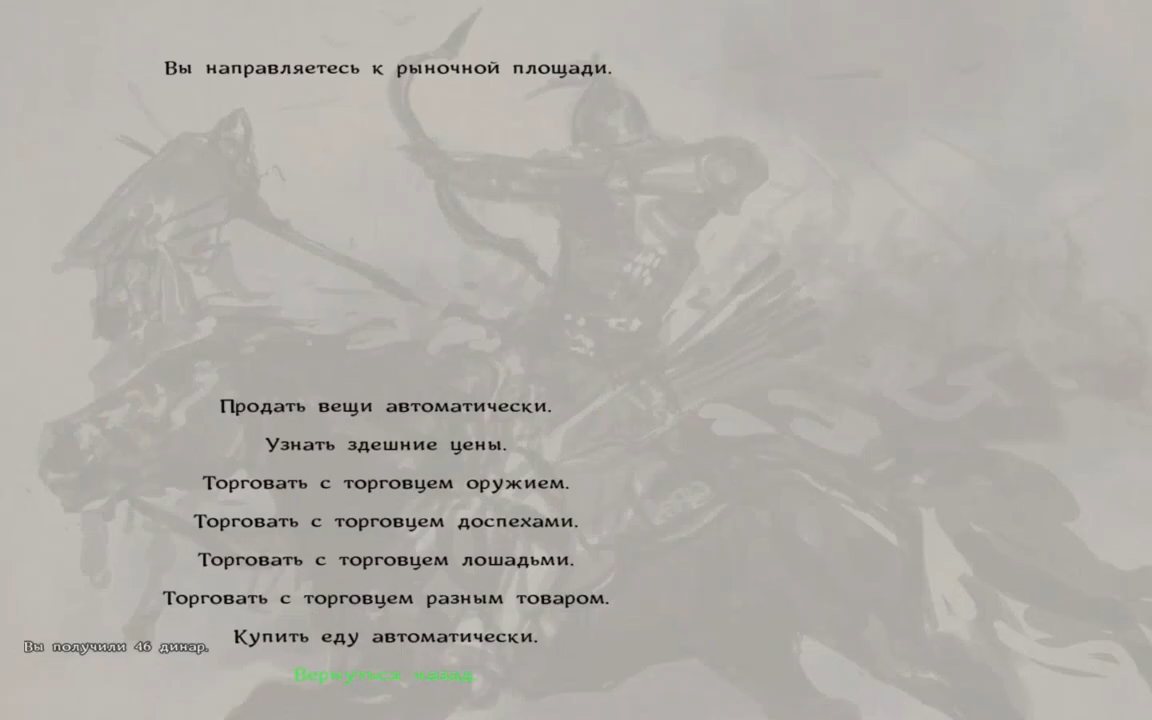 Вы направляетесь к рыночной площади.
Продать вещи автоматически.
Узнать здешние цены.
Торговать с торговцем оружием.
Торговать с торговцем доспехами.
Торговать с торговцем лошадьми.
Торговать с торговцем разным товаром.
Купить еду автоматически.
Вы получили 46 динар.
Вернуться назад.